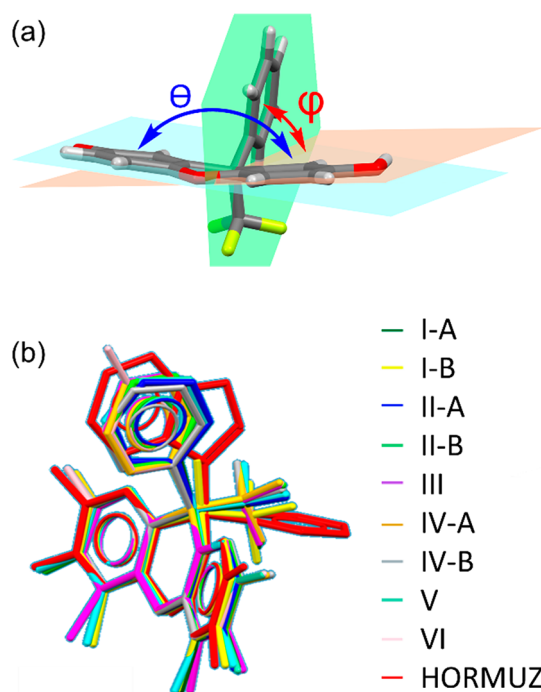 (a)
Θ
φ
(b)
I-A
I-B
II-A
II-B
III
IV-A
IV-B
V
VI
HORMUZ